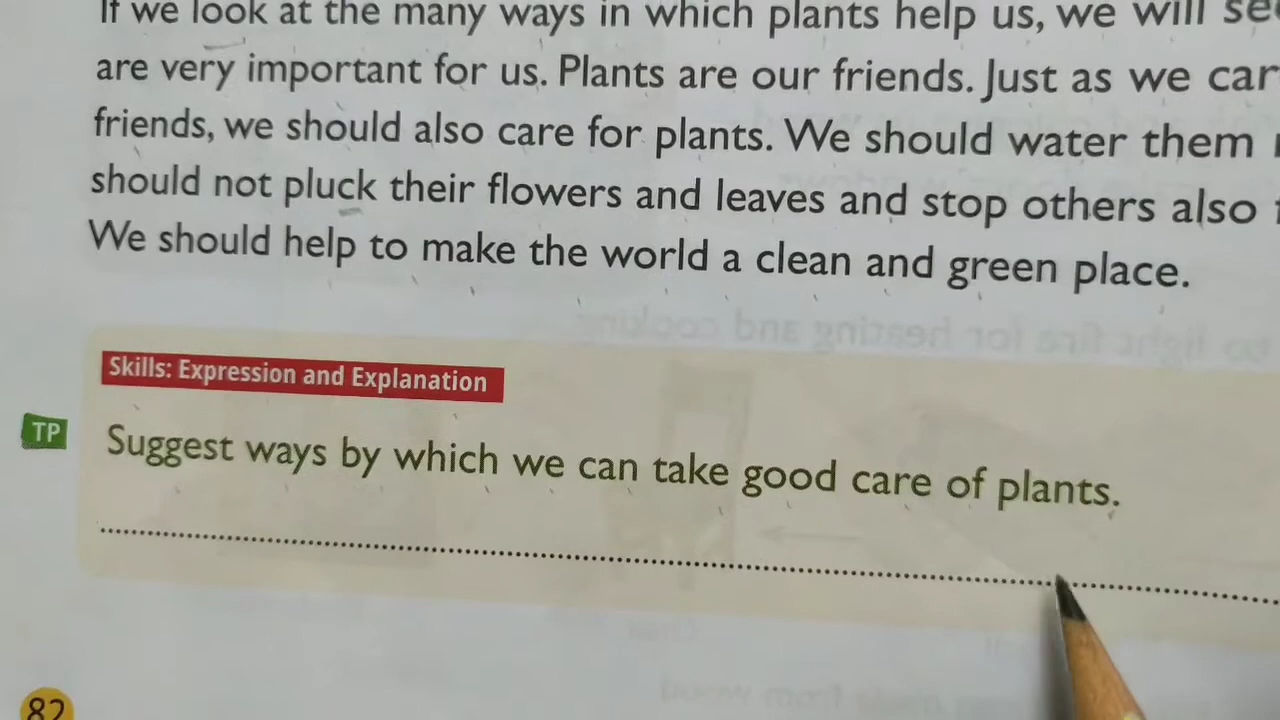 If we look at the many ways in which plants help us, we will
are very important for us. Plants are our friends. Just as we
friends, we should also care for plants. We should water them
should not pluck their flowers and leaves and stop others also
We should help to make the world a clean and green place.
Skills: Expression and Explanation
TP
Suggest ways by which we can take good care of plants.
82